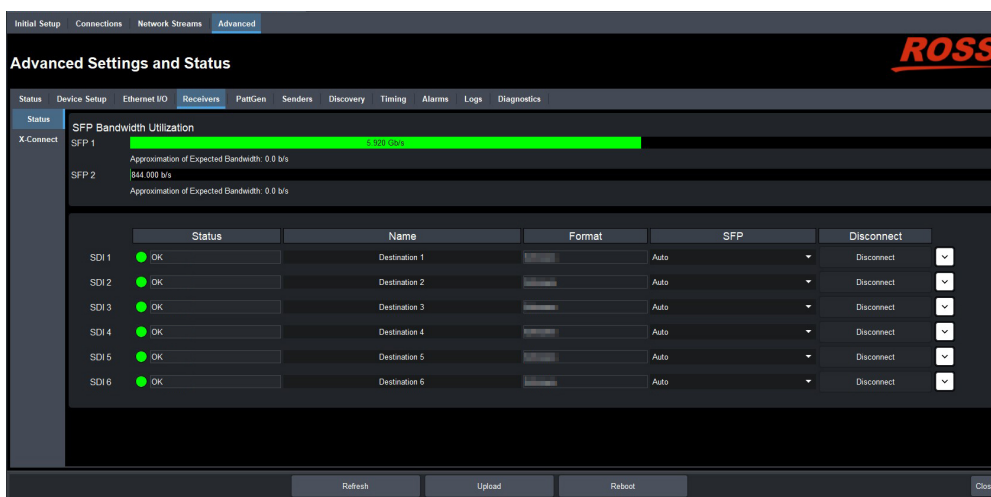 Initial Setup Connections Network Streams Advanced
Advanced Settings and Status
ROSS
Status Device Setup Ethernet I/O Receivers PattGen Senders Discovery Timing Alarms Logs Diagnostics
Status
X-Connect
SFP Bandwidth Utilization
SFP 1 5.920 Gb/s
Approximation of Expected Bandwidth: 0.0 b/s
SFP 2 844.000 b/s
Approximation of Expected Bandwidth: 0.0 b/s
Status Name Format SFP Disconnect
SDI 1 OK Destination 1 Auto Disconnect
SDI 2 OK Destination 2 Auto Disconnect
SDI 3 OK Destination 3 Auto Disconnect
SDI 4 OK Destination 4 Auto Disconnect
SDI 5 OK Destination 5 Auto Disconnect
SDI 6 OK Destination 6 Auto Disconnect
Refresh Upload Reboot Clos